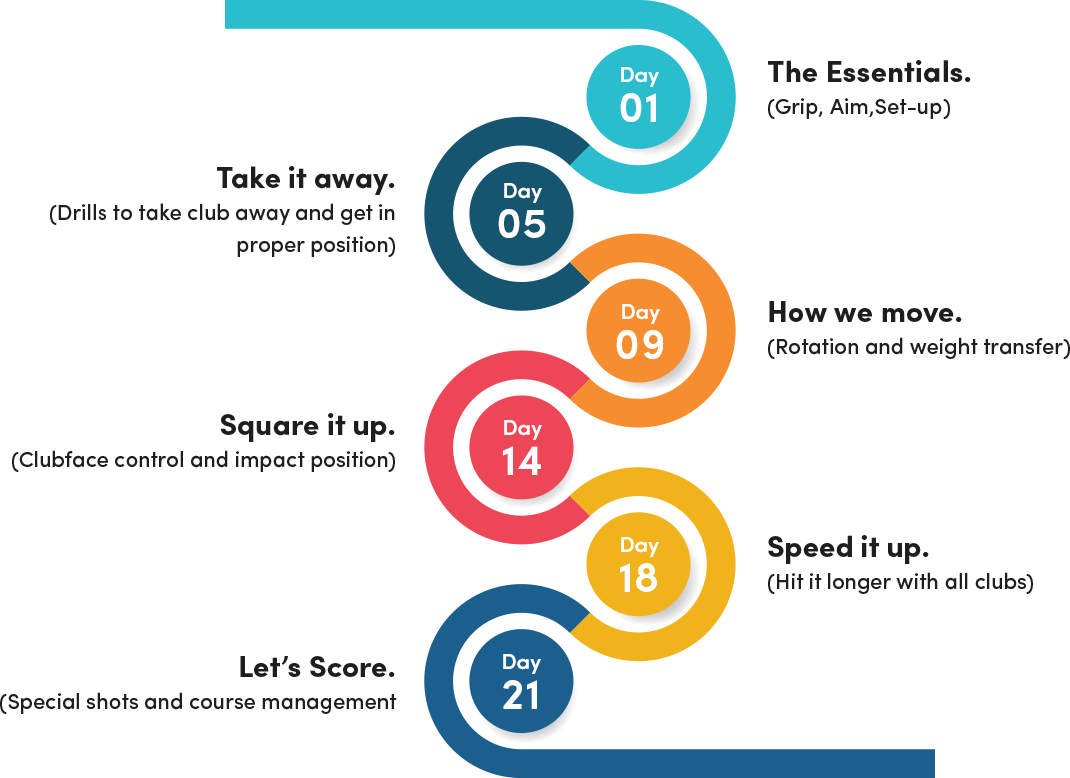 Day
01
The Essentials.
(Grip, Aim,Set-up)
Take it away.
(Drills to take club away and get in
proper position)
Day
05
Day
09
How we move.
(Rotation and weight transfer)
Square it up.
(Clubface control and impact position)
Day
14
Day
18
Speed it up.
(Hit it longer with all clubs)
Let’s Score.
(Special shots and course management
Day
21